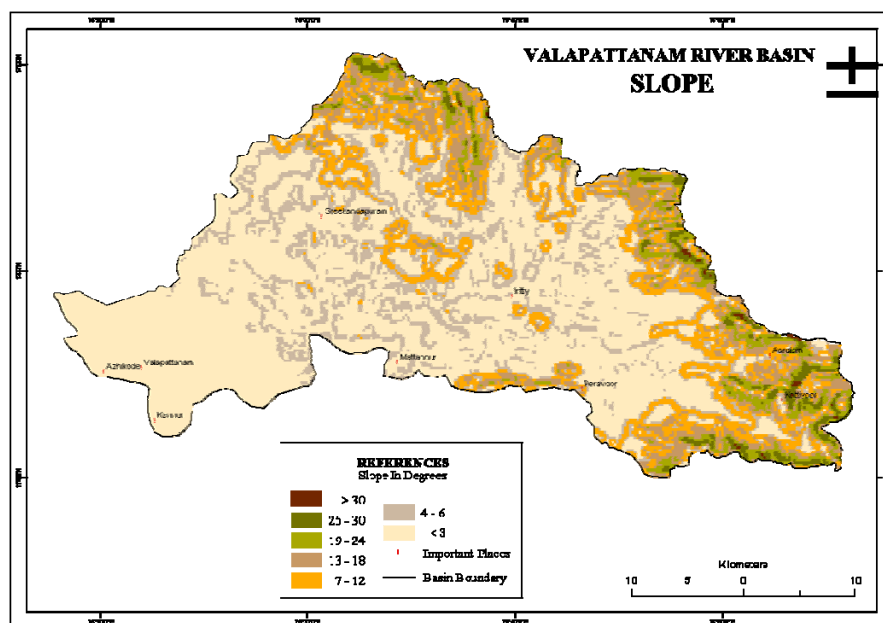 VALAPATTANAM RIVER BASIN
SLOPE
Sreekandapuram
Iritty
Valapattanam
Azhikode
Mattannur
Kannur
Peravoor
Aaralam
REFERENCES
Slope In Degrees
> 30
25 - 30
19 - 24
13 - 18
7 - 12
4 - 6
< 3
Important Places
Basin Boundary
Kilometers
10 5 0 10